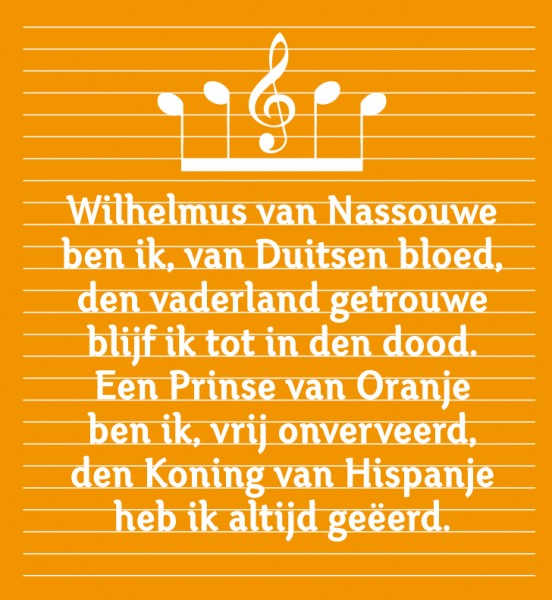 Wilhelmus van Nassouwe
ben ik, van Duitsen bloed,
den vaderland getrouwe
blijf ik tot in den dood.
Een Prinse van Oranje
ben ik, vrij onverveerd,
den Koning van Hispanje
heb ik altijd geëerd.